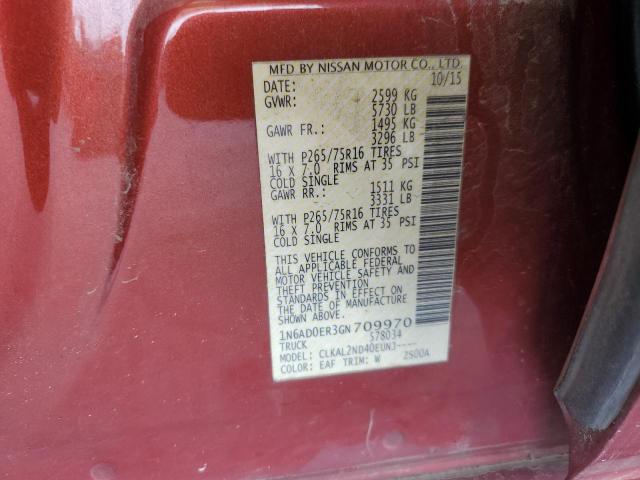 MFD BY NISSAN MOTOR CO., LTD.
DATE: 10/15
GVWR: 2599 KG
5730 LB
GAWR FR.: 1495 KG
3296 LB
WITH P265/75R16 TIRES
16 X 7.0 RIMS AT 35 PSI
COLD SINGLE
GAWR RR.: 1511 KG
3331 LB
WITH P265/75R16 TIRES
16 X 7.0 RIMS AT 35 PSI
COLD SINGLE
THIS VEHICLE CONFORMS TO
ALL APPLICABLE FEDERAL
MOTOR VEHICLE SAFETY AND
THEFT PREVENTION
STANDARDS IN EFFECT ON
THE DATE OF MANUFACTURE
SHOWN ABOVE.
1N6AD0ER3GN709970
TRUCK S78034
MODEL: CLKAL2ND40EUN3----
COLOR: EAF TRIM: W 2S00A